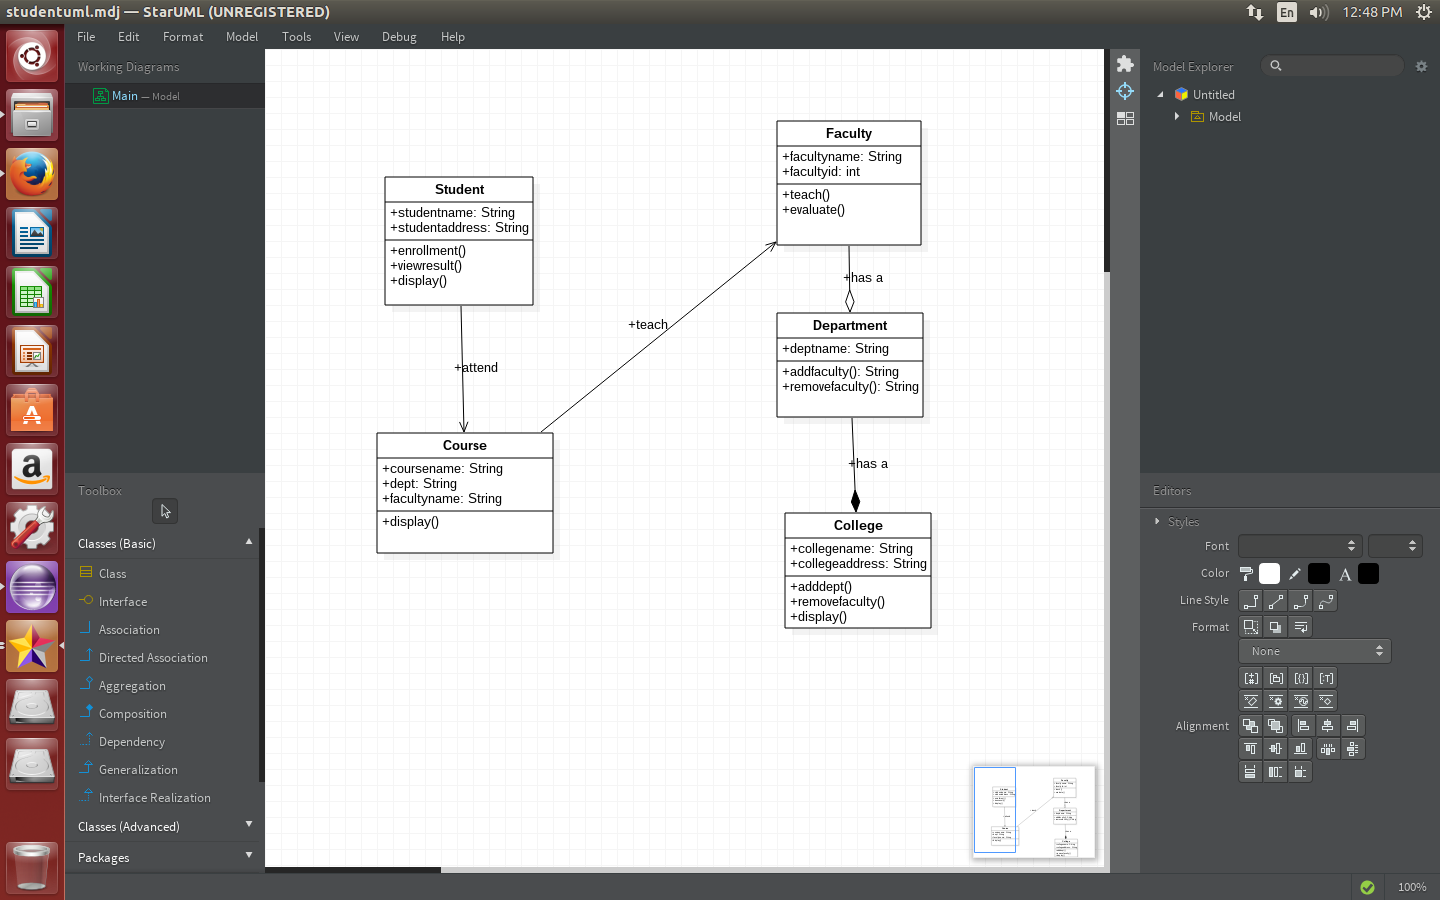 studentuml.mdj — StarUML (UNREGISTERED)
En
12:48 PM
File Edit Format Model Tools View Debug Help
Working Diagrams
Main — Model
Toolbox
Classes (Basic)
Class
Interface
Association
Directed Association
Aggregation
Composition
Dependency
Generalization
Interface Realization
Classes (Advanced)
Packages
Student
+studentname: String
+studentaddress: String
+enrollment()
+viewresult()
+display()
+attend
Course
+coursename: String
+dept: String
+facultyname: String
+display()
+teach
Faculty
+facultyname: String
+facultyid: int
+teach()
+evaluate()
+has a
Department
+deptname: String
+addfaculty(): String
+removefaculty(): String
+has a
College
+collegename: String
+collegeaddress: String
+adddept()
+removefaculty()
+display()
Model Explorer
Untitled
Model
Editors
Styles
Font
Color
A
Line Style
Format
None
Alignment
100%